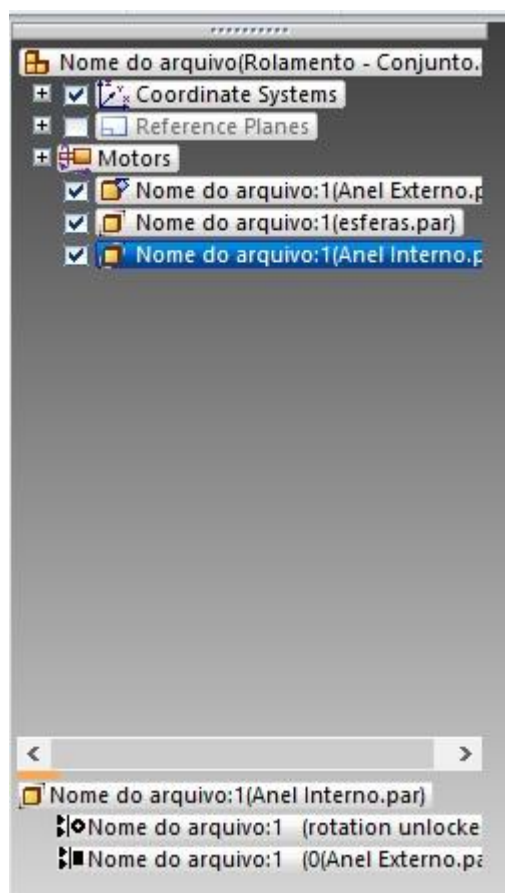 Nome do arquivo(Rolamento - Conjunto.
Coordinate Systems
Reference Planes
Motors
Nome do arquivo:1(Anel Externo.p
Nome do arquivo:1(esferas.par)
Nome do arquivo:1(Anel Interno.p
Nome do arquivo:1(Anel Interno.par)
Nome do arquivo:1 (rotation unlocke
Nome do arquivo:1 (0(Anel Externo.pa